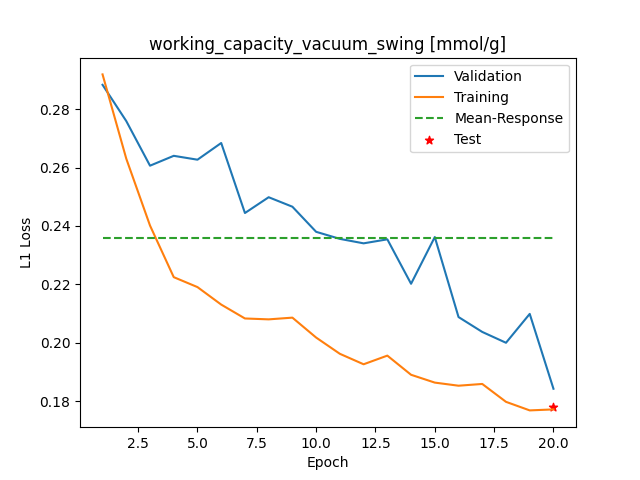 working_capacity_vacuum_swing [mmol/g]
Validation
Training
Mean-Response
Test
L1 Loss
0.28
0.26
0.24
0.22
0.20
0.18
2.5 5.0 7.5 10.0 12.5 15.0 17.5 20.0
Epoch